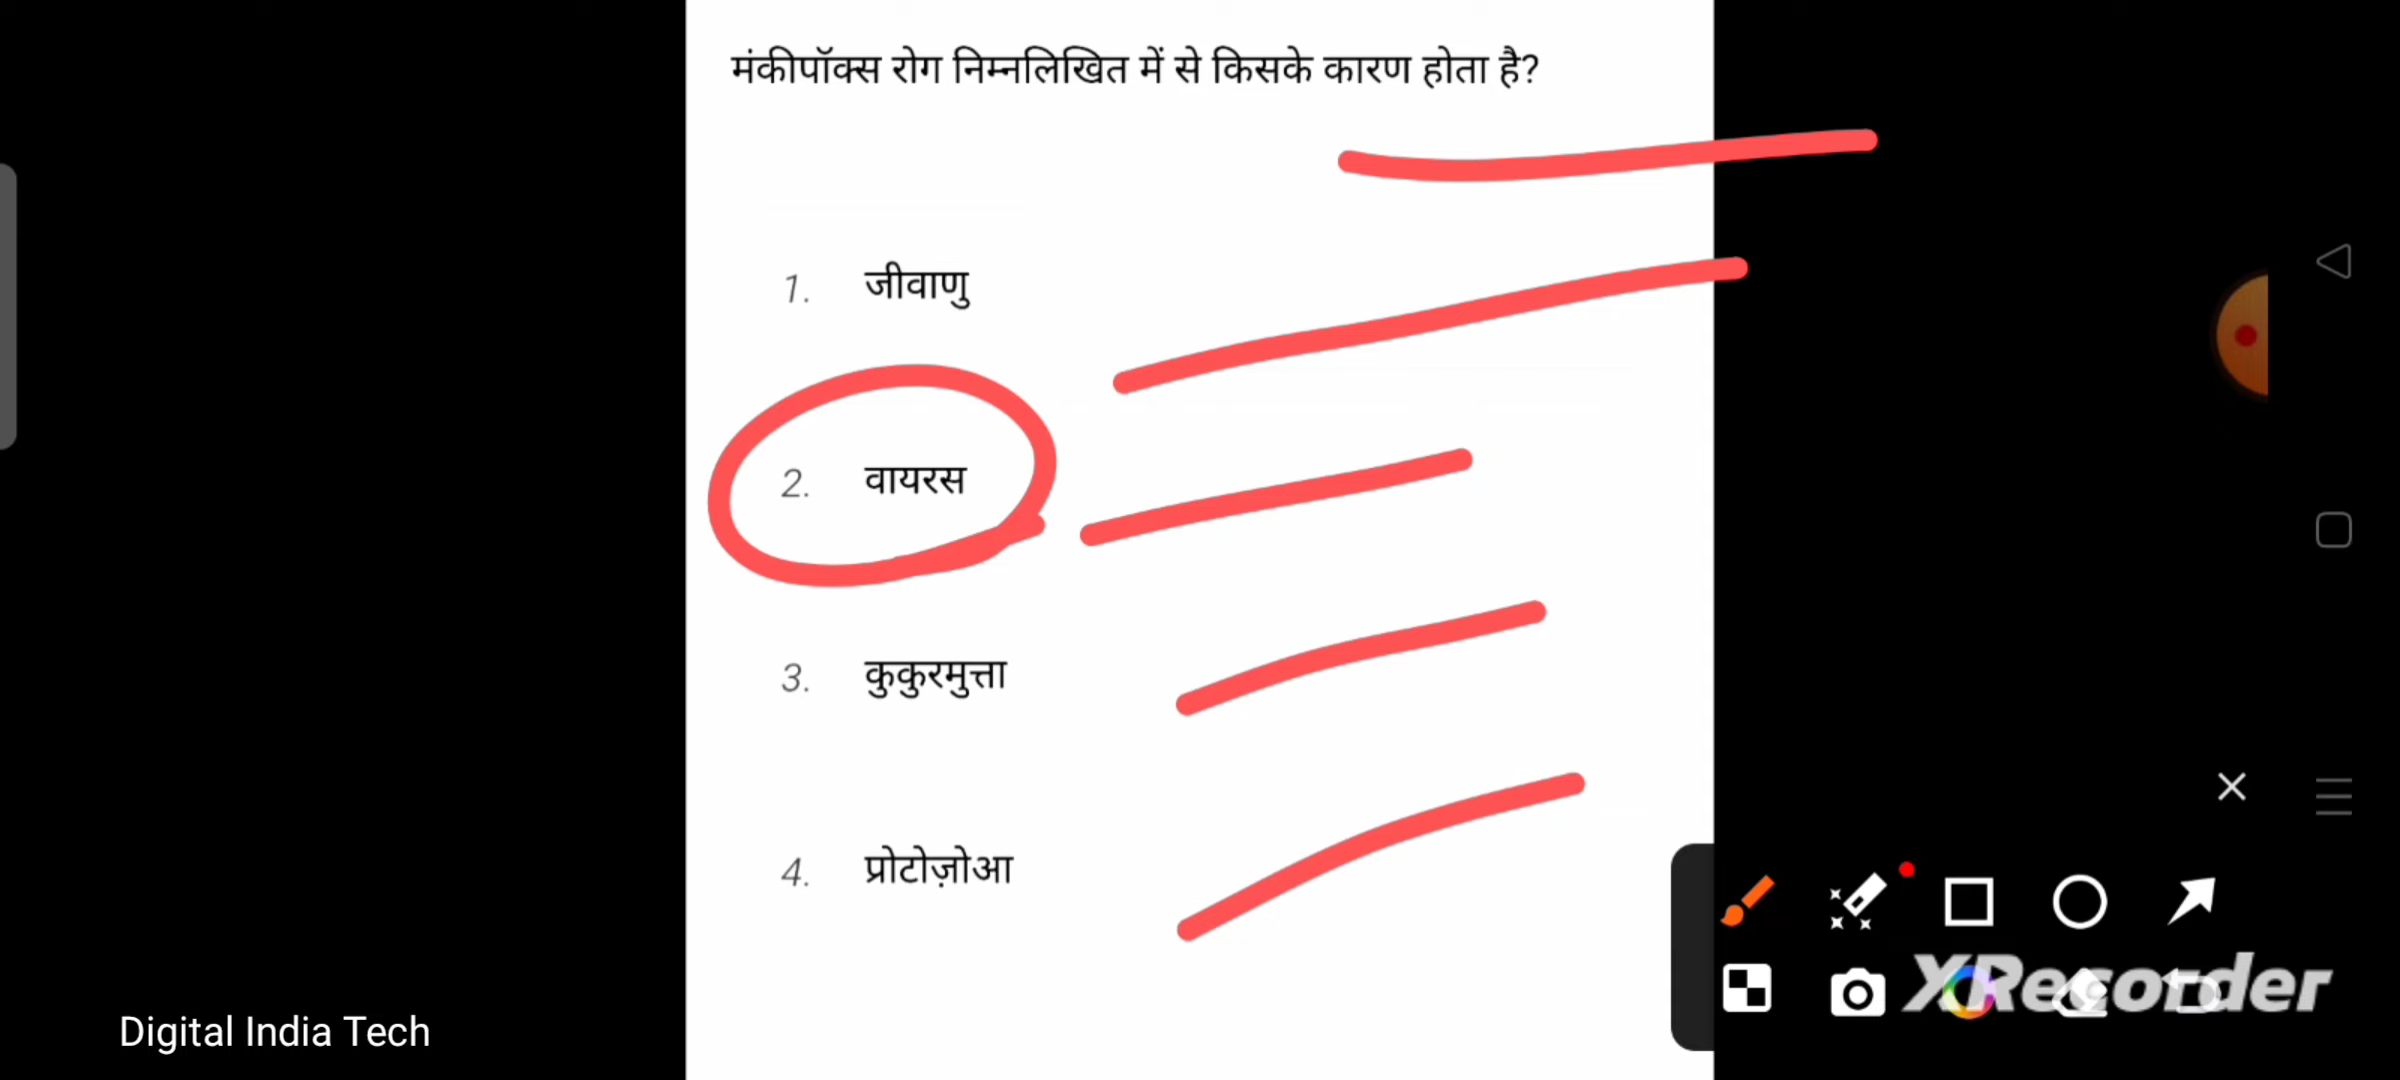 मंकीपॉक्स रोग निम्नलिखित में से किसके कारण होता है?
1. जीवाणु
2. वायरस
3. कुकुरमुत्ता
4. प्रोटोज़ोआ
Digital India Tech
XRecorder